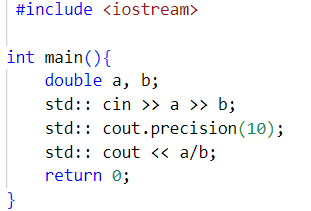 #include <iostream>
int main(){
double a, b;
std:: cin >> a >> b;
std:: cout.precision(10);
std:: cout << a/b;
return 0;
}